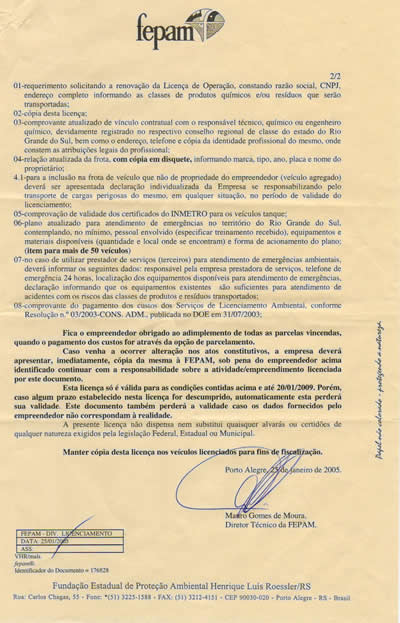 fepam
2/2
01-requerimento solicitando a renovação da Licença de Operação, constando razão social, CNPJ,
endereço completo informando as classes de produtos químicos e/ou resíduos que serão
transportadas;
02-cópia desta licença;
03-comprovante atualizado de vínculo contratual com o responsável técnico, químico ou engenheiro
químico, devidamente registrado no respectivo conselho regional de classe do estado do Rio
Grande do Sul, bem como o endereço, telefone e cópia da identidade profissional do mesmo, onde
constem as atribuições legais do profissional;
04-relação atualizada da frota, com cópia em disquete, informando marca, tipo, ano, placa e nome do
proprietário;
4.1-para a inclusão na frota de veículo que não de propriedade do empreendedor (veículo agregado)
deverá ser apresentada declaração individualizada da Empresa se responsabilizando pelo
transporte de cargas perigosas do mesmo, em qualquer situação, no período de validade do
licenciamento;
05-comprovação de validade dos certificados do INMETRO para os veículos tanque;
06-plano atualizado para atendimento de emergências no território do Rio Grande do Sul,
contemplando, no mínimo, pessoal envolvido (especificar treinamento recebido), equipamentos e
materiais disponíveis (quantidade e local onde se encontram) e forma de acionamento do plano;
(item para mais de 50 veículos)
07-no caso de utilizar prestador de serviços (terceiros) para atendimento de emergências ambientais,
deverá informar os seguintes dados: responsável pela empresa prestadora de serviços, telefone de
emergência 24 horas, localização dos equipamentos disponíveis para atendimento de emergências,
declaração informando que os equipamentos existentes são suficientes para atendimento de
acidentes com os riscos das classes de produtos e resíduos transportados;
08-comprovante do pagamento dos custos dos Serviços de Licenciamento Ambiental, conforme
Resolução n.º 03/2003-CONS. ADM., publicada no DOE em 31/07/2003;
Fica o empreendedor obrigado ao adimplemento de todas as parcelas vincendas,
quando o pagamento dos custos for através da opção de parcelamento.
Caso venha a ocorrer alteração nos atos constitutivos, a empresa deverá
apresentar, imediatamente, cópia da mesma à FEPAM, sob pena do empreendedor acima
identificado continuar com a responsabilidade sobre a atividade/empreendimento licenciada
por este documento.
Esta licença só é válida para as condições contidas acima e até 20/01/2009. Porém,
caso algum prazo estabelecido nesta licença for descumprido, automaticamente esta perderá
sua validade. Este documento também perderá a validade caso os dados fornecidos pelo
empreendedor não correspondam à realidade.
A presente licença não dispensa nem substitui quaisquer alvarás ou certidões de
qualquer natureza exigidos pela legislação Federal, Estadual ou Municipal.
Manter cópia desta licença nos veículos licenciados para fins de fiscalização.
Porto Alegre, 25 de janeiro de 2005.
Mauro Gomes de Moura,
Diretor Técnico da FEPAM.
Papel não clorado - protegendo a natureza.
FEPAM - DIV. LICENCIAMENTO
DATA: 25/01/2005
ASS:
VHR/mais
fepam®.
Identificador do Documento = 176828
Fundação Estadual de Proteção Ambiental Henrique Luis Roessler/RS
Rua: Carlos Chagas, 55 - Fone: *(51) 3225-1588 - FAX: (51) 3212-4151 - CEP 90030-020 - Porto Alegre - RS - Brasil